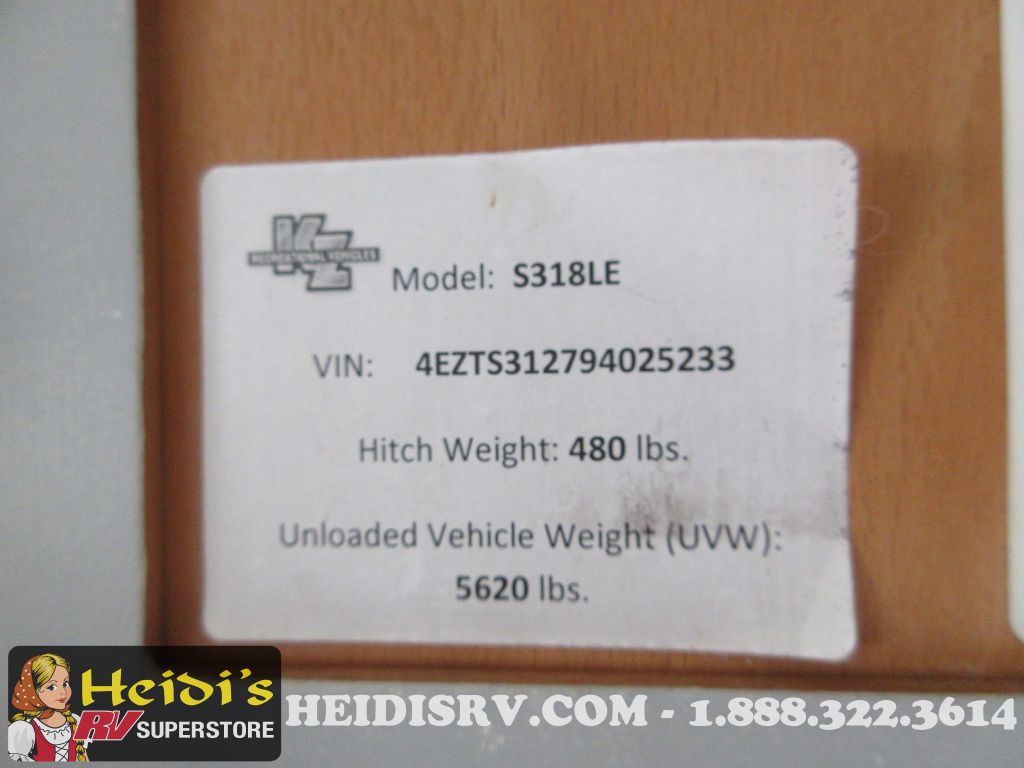 KZ
RECREATIONAL VEHICLES
Model: S318LE
VIN: 4EZTS312794025233
Hitch Weight: 480 lbs.
Unloaded Vehicle Weight (UVW):
5620 lbs.
Heidi's
RV SUPERSTORE
HEIDISRV.COM - 1.888.322.3614